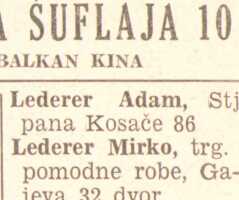 A ŠUFLAJA 10
BALKAN KINA
Lederer Adam, Stj
pana Kosače 86
Lederer Mirko, trg.
pomodne robe, Ga-
jeva 32 dvor